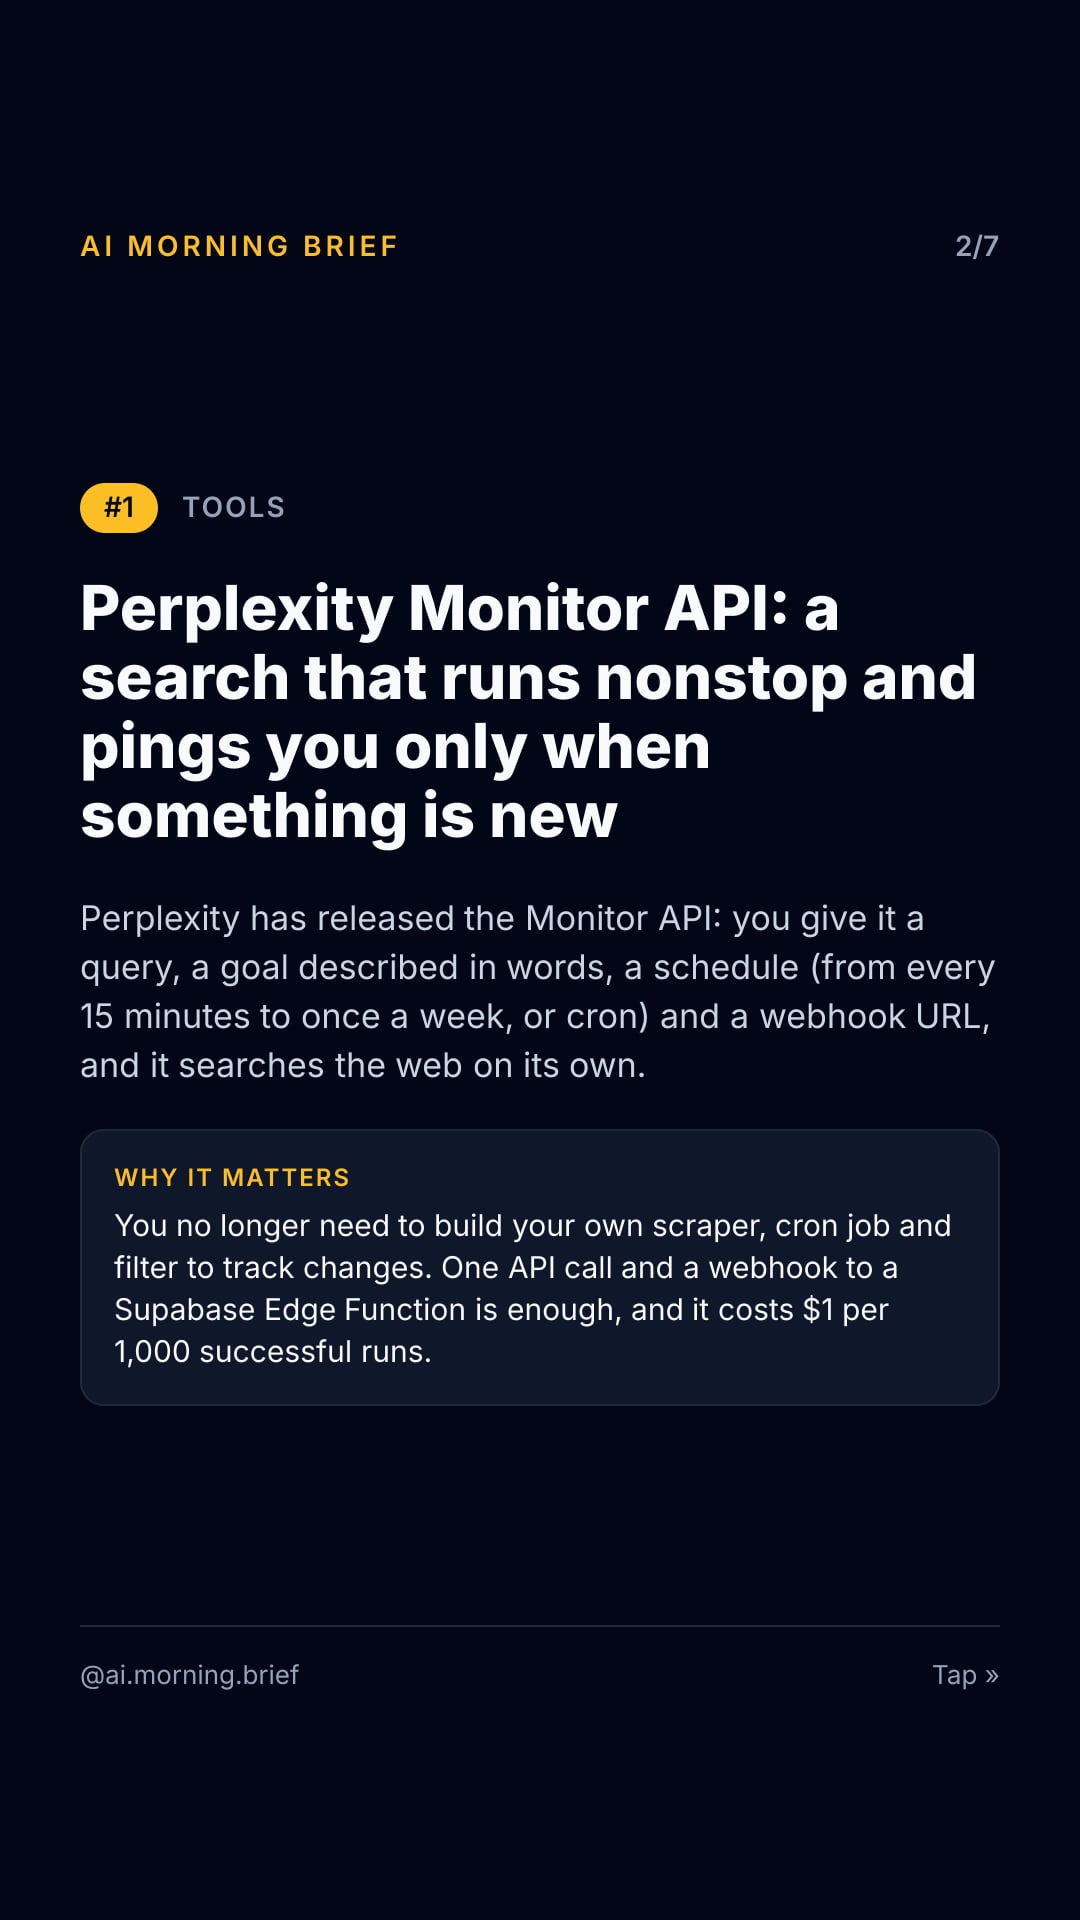 AI MORNING BRIEF
2/7
#1 TOOLS
Perplexity Monitor API: a
search that runs nonstop and
pings you only when
something is new
Perplexity has released the Monitor API: you give it a
query, a goal described in words, a schedule (from every
15 minutes to once a week, or cron) and a webhook URL,
and it searches the web on its own.
WHY IT MATTERS
You no longer need to build your own scraper, cron job and
filter to track changes. One API call and a webhook to a
Supabase Edge Function is enough, and it costs $1 per
1,000 successful runs.
@ai.morning.brief
Tap »